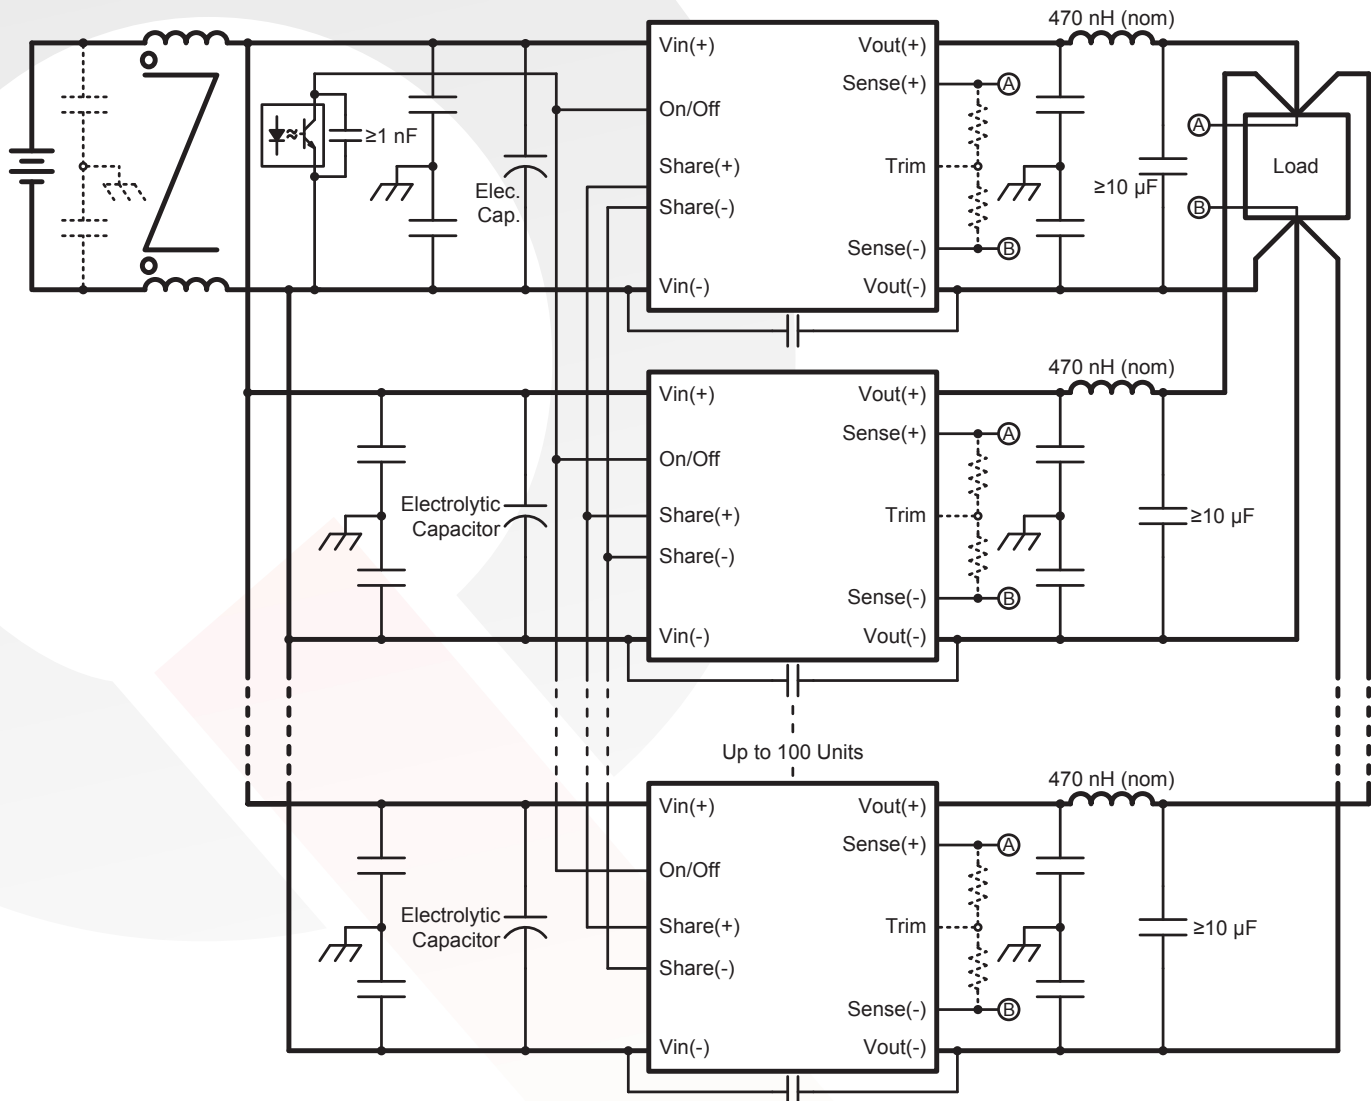 470 nH (nom)
Vin(+)
Vout(+)
Sense(+)
A
On/Off
≥1 nF
A
Share(+)
Trim
Load
Elec.
Cap.
≥10 µF
Share(-)
B
Sense(-)
B
Vin(-)
Vout(-)
470 nH (nom)
Vin(+)
Vout(+)
Sense(+)
A
On/Off
Electrolytic
Capacitor
Share(+)
Trim
≥10 µF
Share(-)
Sense(-)
B
Vin(-)
Vout(-)
Up to 100 Units
470 nH (nom)
Vin(+)
Vout(+)
Sense(+)
A
On/Off
Electrolytic
Capacitor
Share(+)
Trim
≥10 µF
Share(-)
Sense(-)
B
Vin(-)
Vout(-)